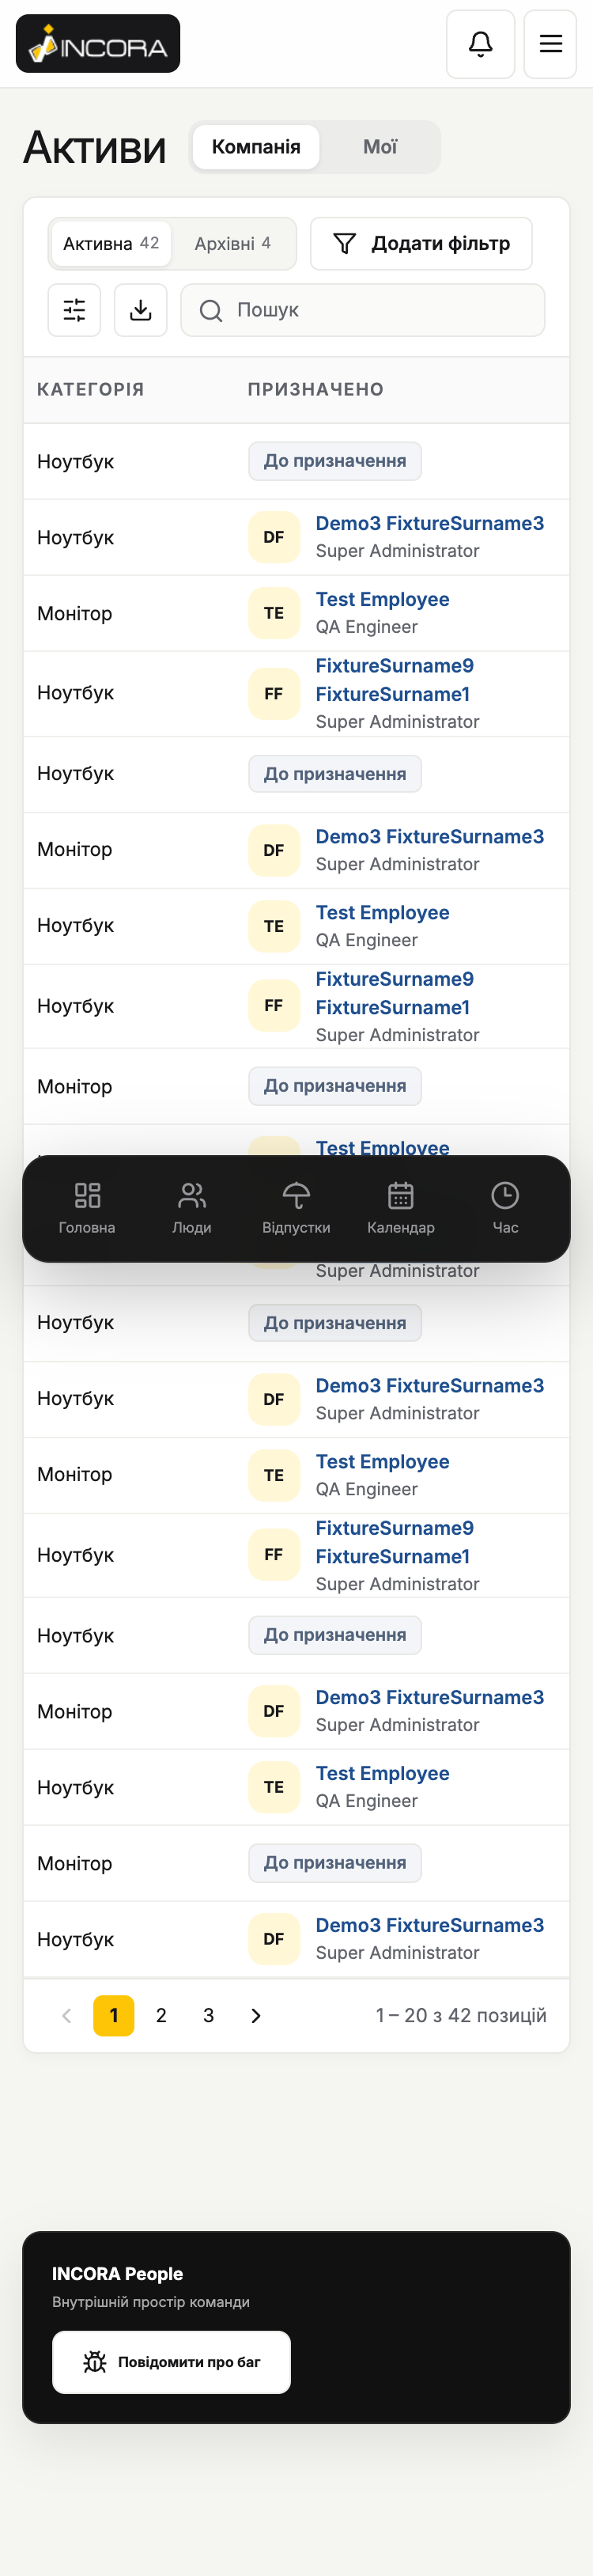 INCORA
Активи
Компанія
Мої
Активна 42
Архівні 4
Додати фільтр
Пошук
КАТЕГОРІЯ
ПРИЗНАЧЕНО
Ноутбук
До призначення
Ноутбук
DF
Demo3 FixtureSurname3
Super Administrator
Монітор
TE
Test Employee
QA Engineer
Ноутбук
FF
FixtureSurname9
FixtureSurname1
Super Administrator
Ноутбук
До призначення
Монітор
DF
Demo3 FixtureSurname3
Super Administrator
Ноутбук
TE
Test Employee
QA Engineer
Ноутбук
FF
FixtureSurname9
FixtureSurname1
Super Administrator
Монітор
До призначення
Test Employee
Головна
Люди
Відпустки
Календар
Час
Super Administrator
Ноутбук
До призначення
Ноутбук
DF
Demo3 FixtureSurname3
Super Administrator
Монітор
TE
Test Employee
QA Engineer
Ноутбук
FF
FixtureSurname9
FixtureSurname1
Super Administrator
Ноутбук
До призначення
Монітор
DF
Demo3 FixtureSurname3
Super Administrator
Ноутбук
TE
Test Employee
QA Engineer
Монітор
До призначення
Ноутбук
DF
Demo3 FixtureSurname3
Super Administrator
1 2 3
1 – 20 з 42 позицій
INCORA People
Внутрішній простір команди
Повідомити про баг